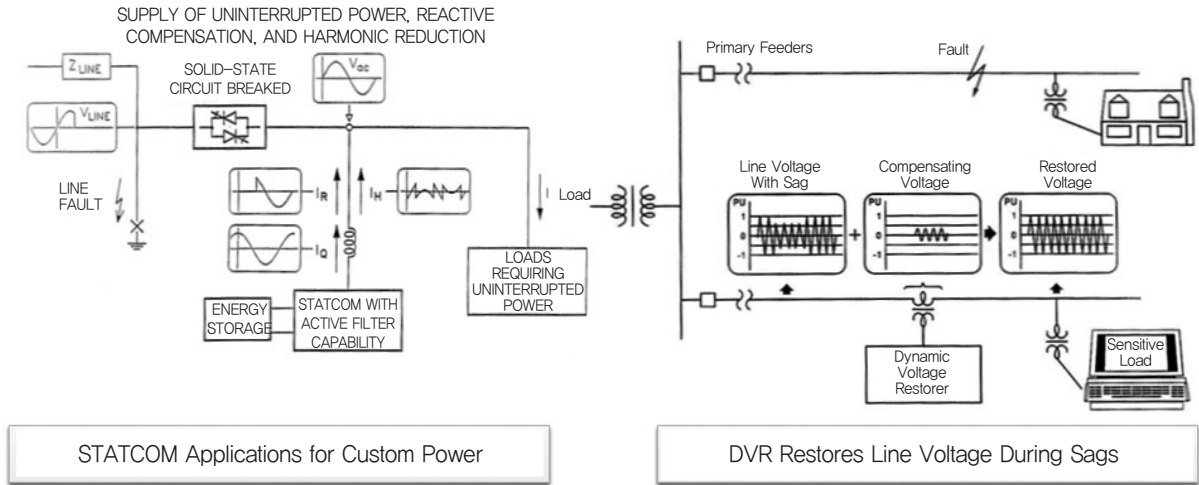 SUPPLY OF UNINTERRUPTED POWER, REACTIVE
COMPENSATION, AND HARMONIC REDUCTION
Z LINE
SOLID-STATE
CIRCUIT BREAKED
Vac
VLINE
LINE
FAULT
IR
IH
IQ
I
Load
ENERGY
STORAGE
STATCOM WITH
ACTIVE FILTER
CAPABILITY
LOADS
REQUIRING
UNINTERRUPTED
POWER
STATCOM Applications for Custom Power
Primary Feeders
Fault
Line Voltage
With Sag
Compensating
Voltage
Restored
Voltage
PU
1
0
-1
+
PU
1
0
-1
PU
1
0
-1
Dynamic
Voltage
Restorer
Sensitive
Load
DVR Restores Line Voltage During Sags